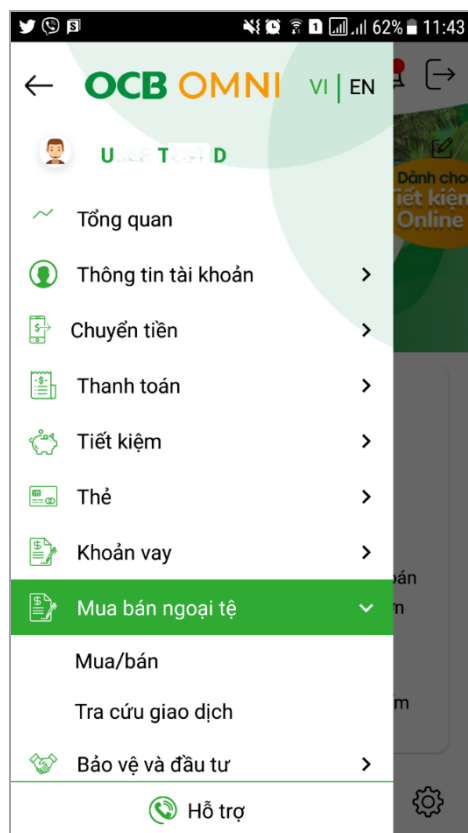 62% 11:43
OCB OMNI VI | EN
Dành cho
Tiết kiệm
Online
Tổng quan
Thông tin tài khoản
Chuyển tiền
Thanh toán
Tiết kiệm
Thẻ
Khoản vay
Mua bán ngoại tệ
Mua/bán
Tra cứu giao dịch
Bảo vệ và đầu tư
Hỗ trợ